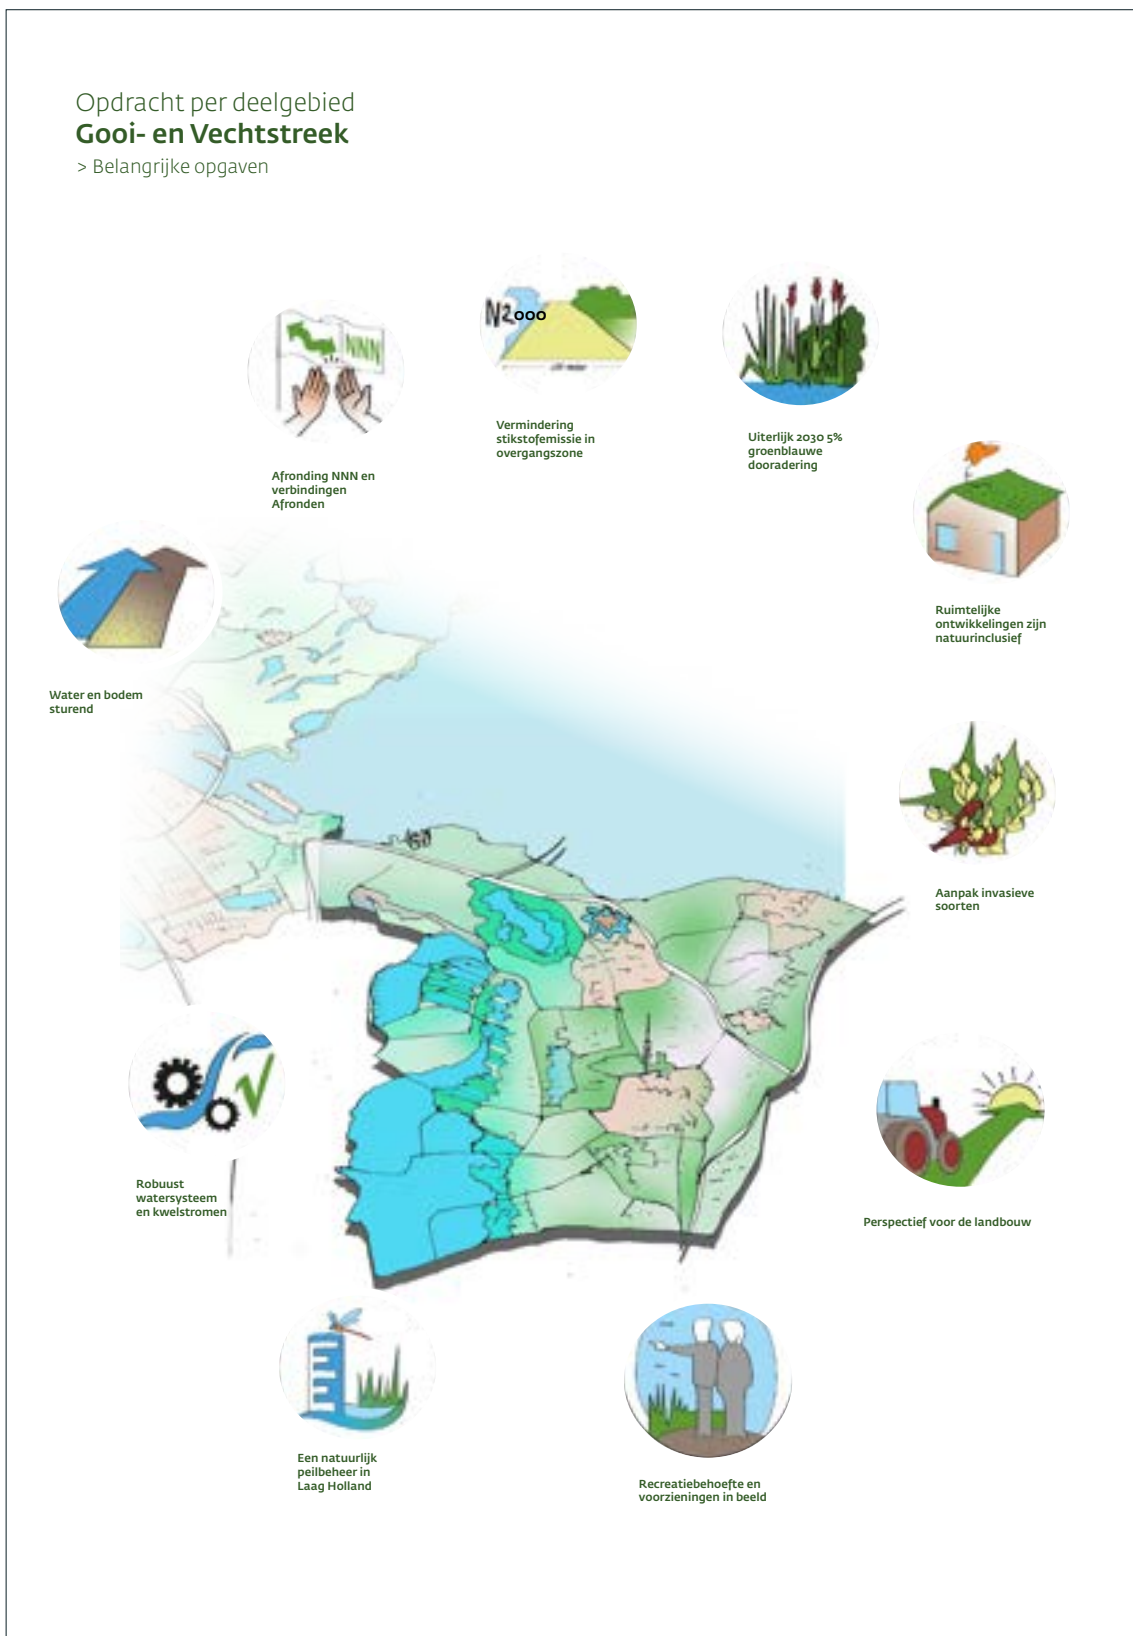 Opdracht per deelgebied
Gooi- en Vechtstreek
> Belangrijke opgaven
NNN
N2000
Vermindering
stikstofemissie in
overgangszone
Uiterlijk 2030 5%
groenblauwe
dooradering
Afronding NNN en
verbindingen
Afronden
Ruimtelijke
ontwikkelingen zijn
natuurinclusief
Water en bodem
sturend
Aanpak invasieve
soorten
Robuust
watersysteem
en kwelstromen
Perspectief voor de landbouw
Een natuurlijk
peilbeheer in
Laag Holland
Recreatiebehoefte en
voorzieningen in beeld